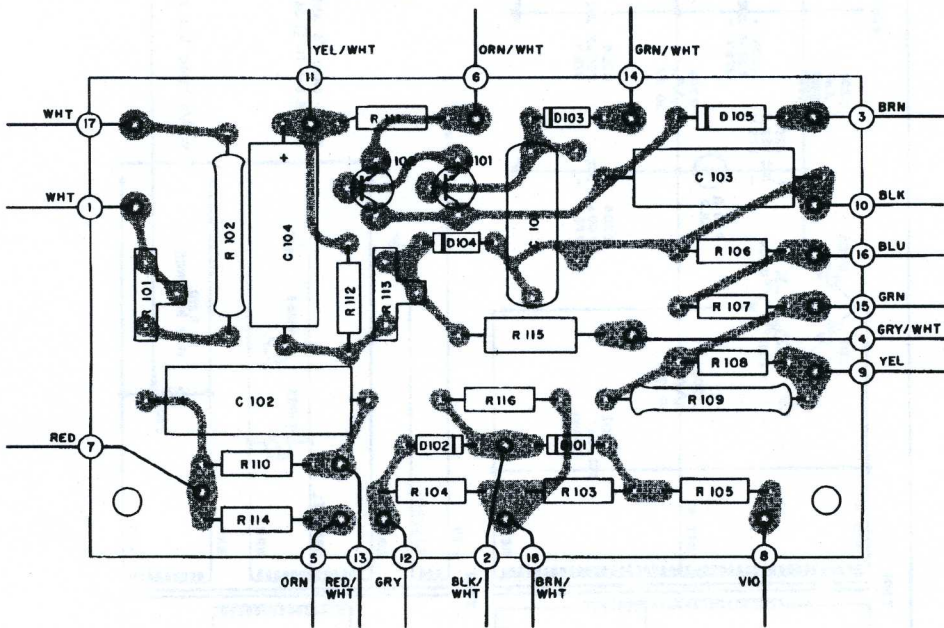 YEL/WHT
ORN/WHT
GRN/WHT
11
6
14
WHT
17
R 111
D103
D105
3
BRN
Q101
C 103
WHT
1
10
BLK
R 102
C 104
+
D104
R 106
16
BLU
R 101
R 112
R 113
R 107
15
GRN
R 115
4
GRY/WHT
R 108
9
YEL
C 102
R 116
R 109
RED
7
D102
D101
R 110
R 104
R 103
R 105
R 114
5
13
12
2
18
8
ORN
RED/
WHT
GRY
BLK/
WHT
BRN/
WHT
VIO